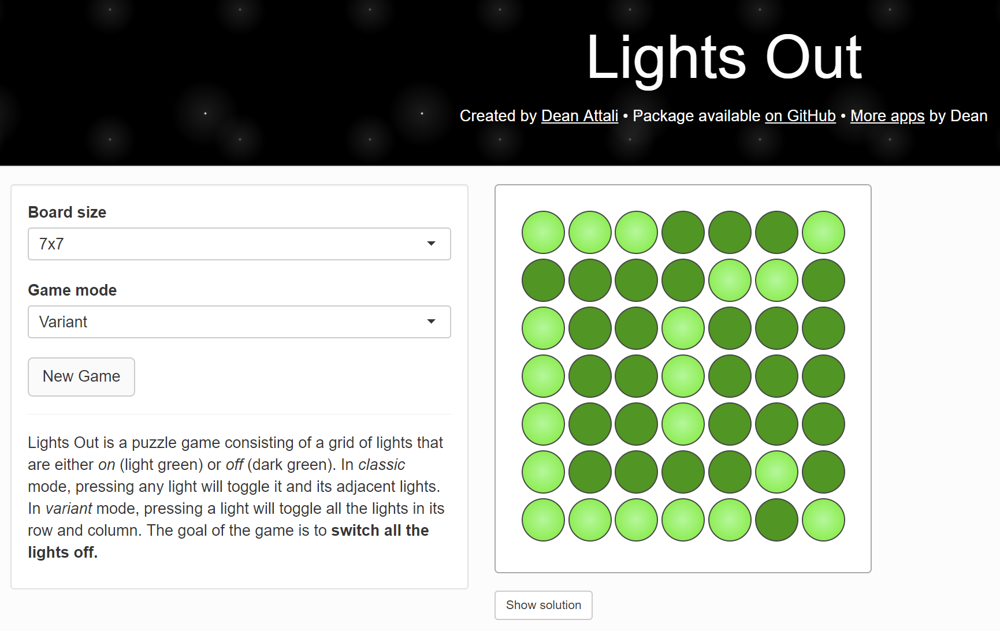 Lights Out
Created by Dean Attali • Package available on GitHub • More apps by Dean
Board size
7x7
Game mode
Variant
New Game
Lights Out is a puzzle game consisting of a grid of lights that
are either on (light green) or off (dark green). In classic
mode, pressing any light will toggle it and its adjacent lights.
In variant mode, pressing a light will toggle all the lights in its
row and column. The goal of the game is to switch all the
lights off.
Show solution